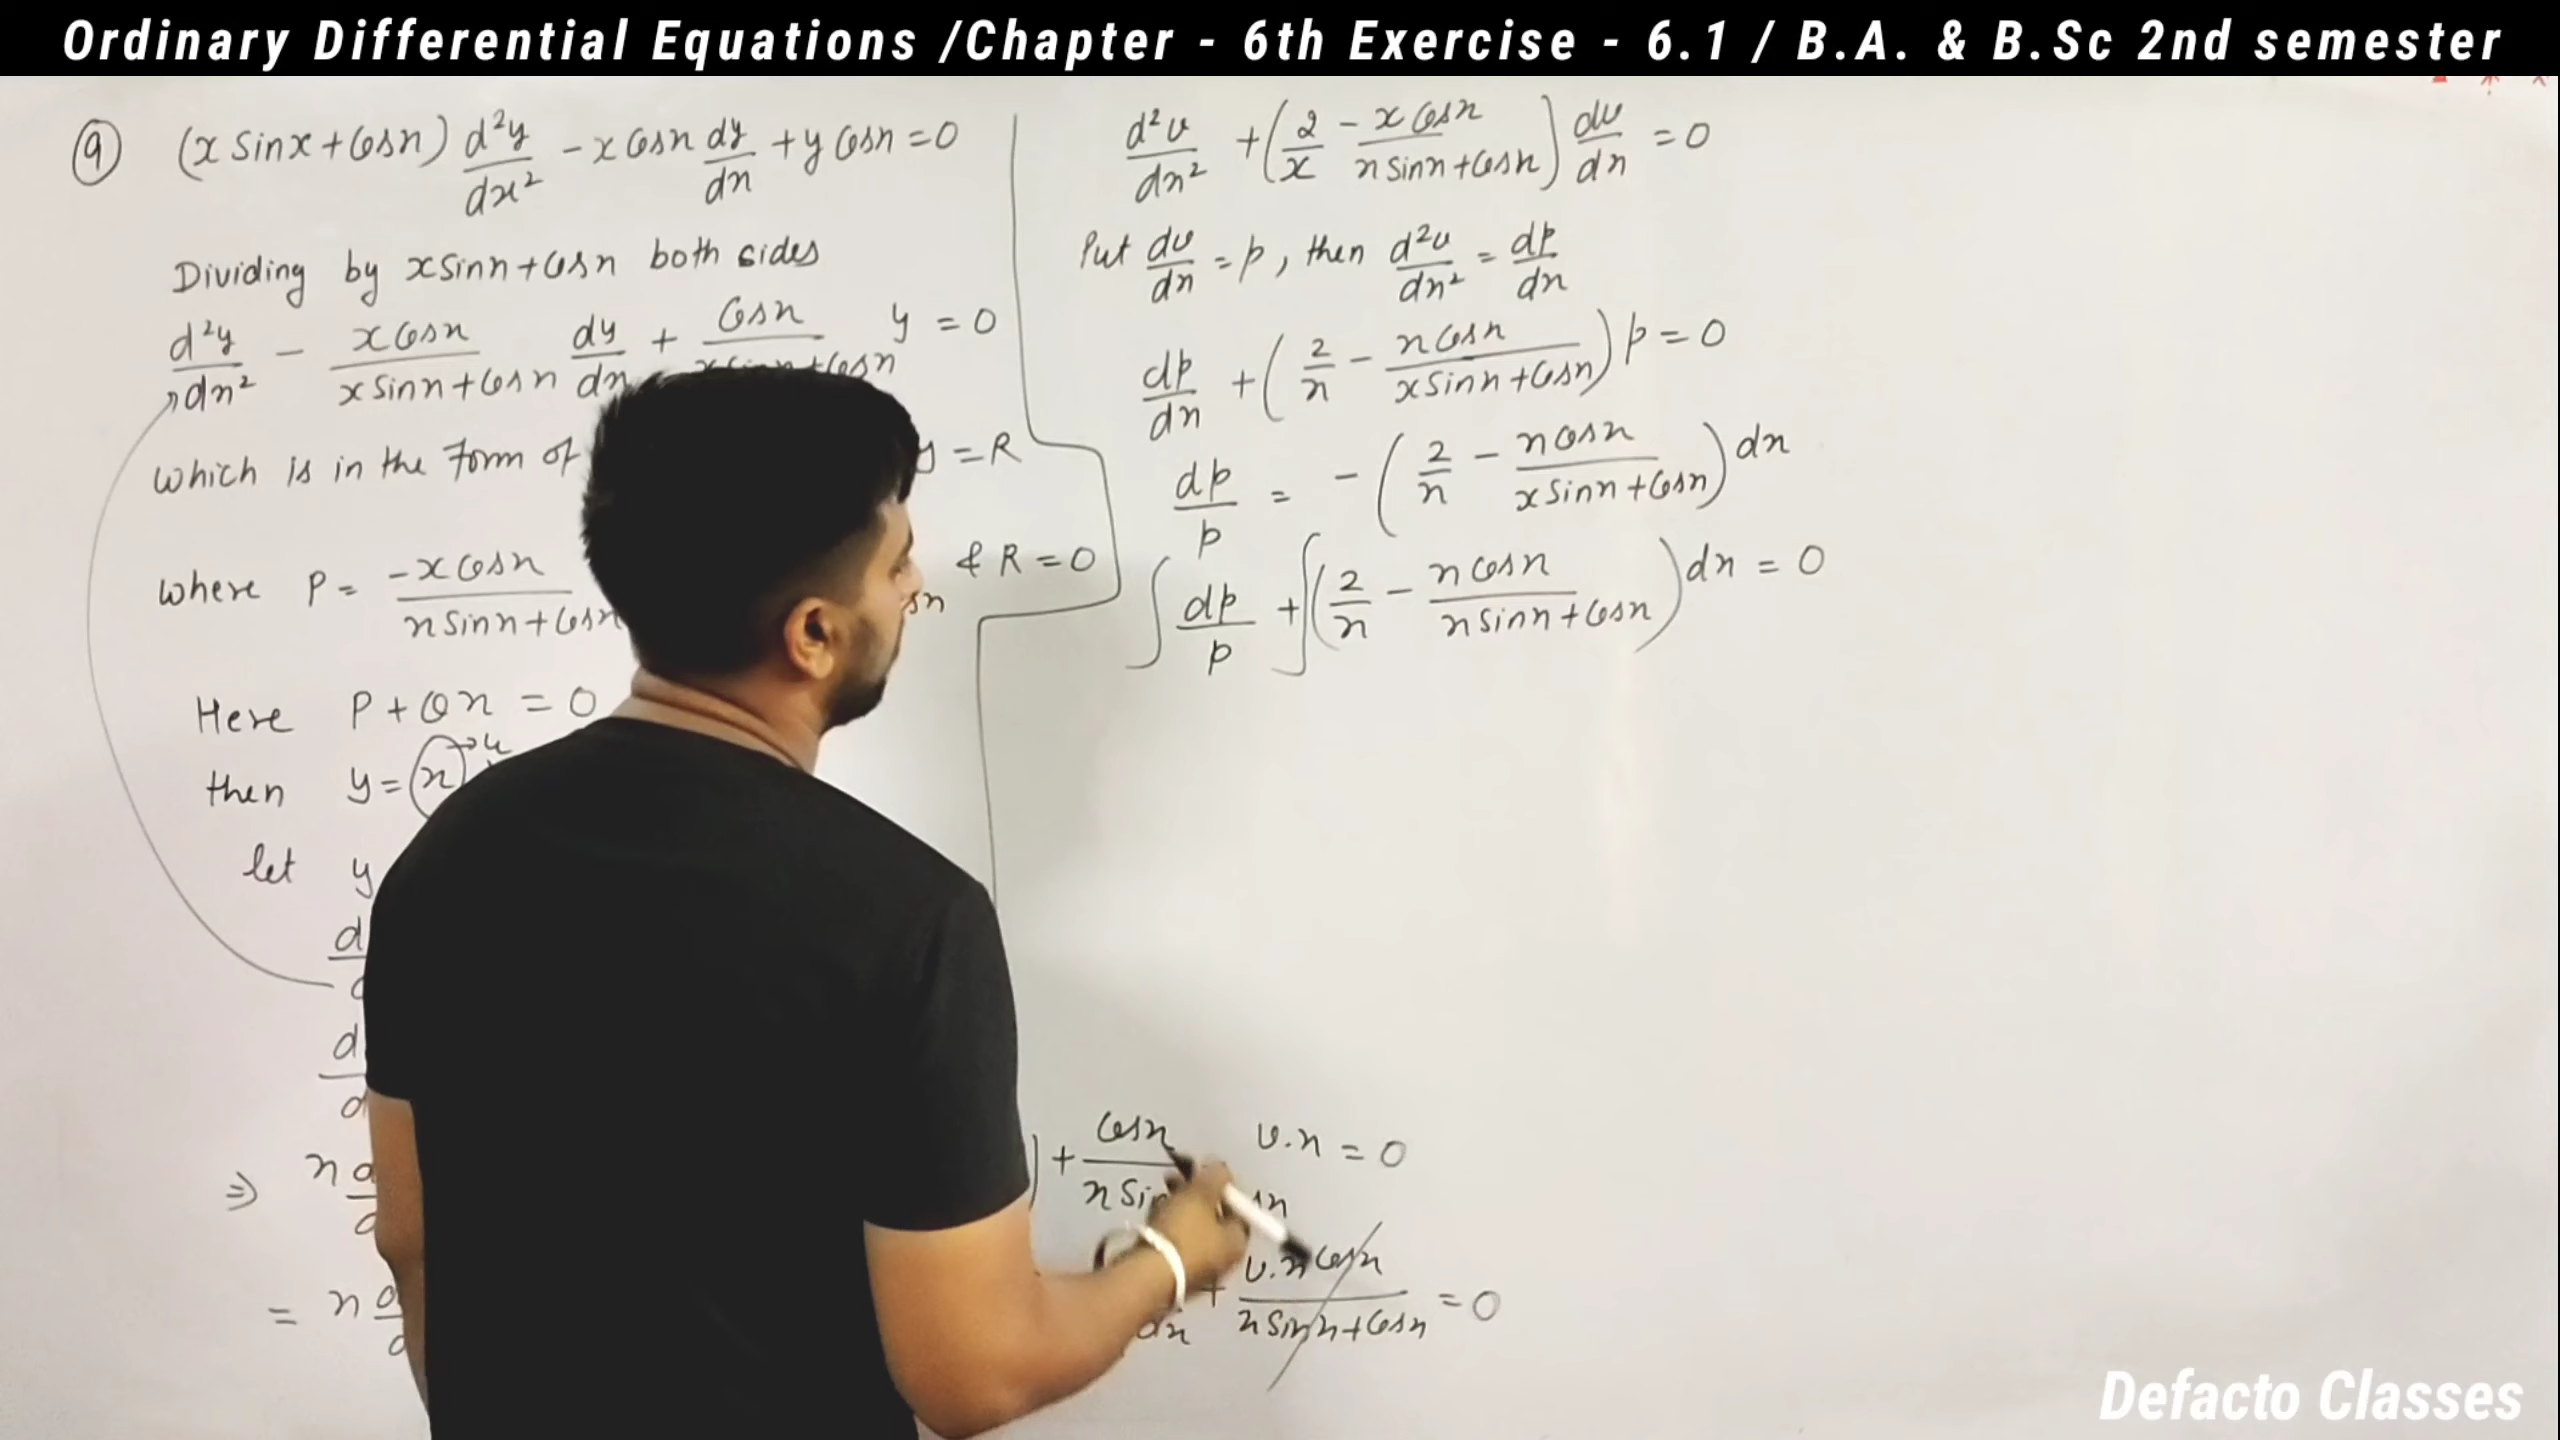 Ordinary Differential Equations /Chapter - 6th Exercise - 6.1 / B.A. & B.Sc 2nd semester
⑨ (x Sinx + Cosx) d²y/dx² - x Cosx dy/dx + y Cosx = 0
Dividing by x Sinx + Cosx both sides
d²y/dx² - x Cosx / x Sinx + Cosx dy/dx + Cosx / x Sinx + Cosx y = 0
which is in the form of y = R
where P = -x Cosx / x Sinx + Cosx & R = 0
Here P + Qx = 0
then y = x → u
let y
⇒ x
= x
d²v/dx² + (2/x - x Cosx / x Sinx + Cosx) dv/dx = 0
Put dv/dx = p, then d²v/dx² = dp/dx
dp/dx + (2/x - x Cosx / x Sinx + Cosx) p = 0
dp/p = - (2/x - x Cosx / x Sinx + Cosx) dx
∫ dp/p + ∫ (2/x - x Cosx / x Sinx + Cosx) dx = 0
) + Cosx / x Sin v.x = 0
+ v.x Cosx / x Sinx + Cosx = 0
Defacto Classes